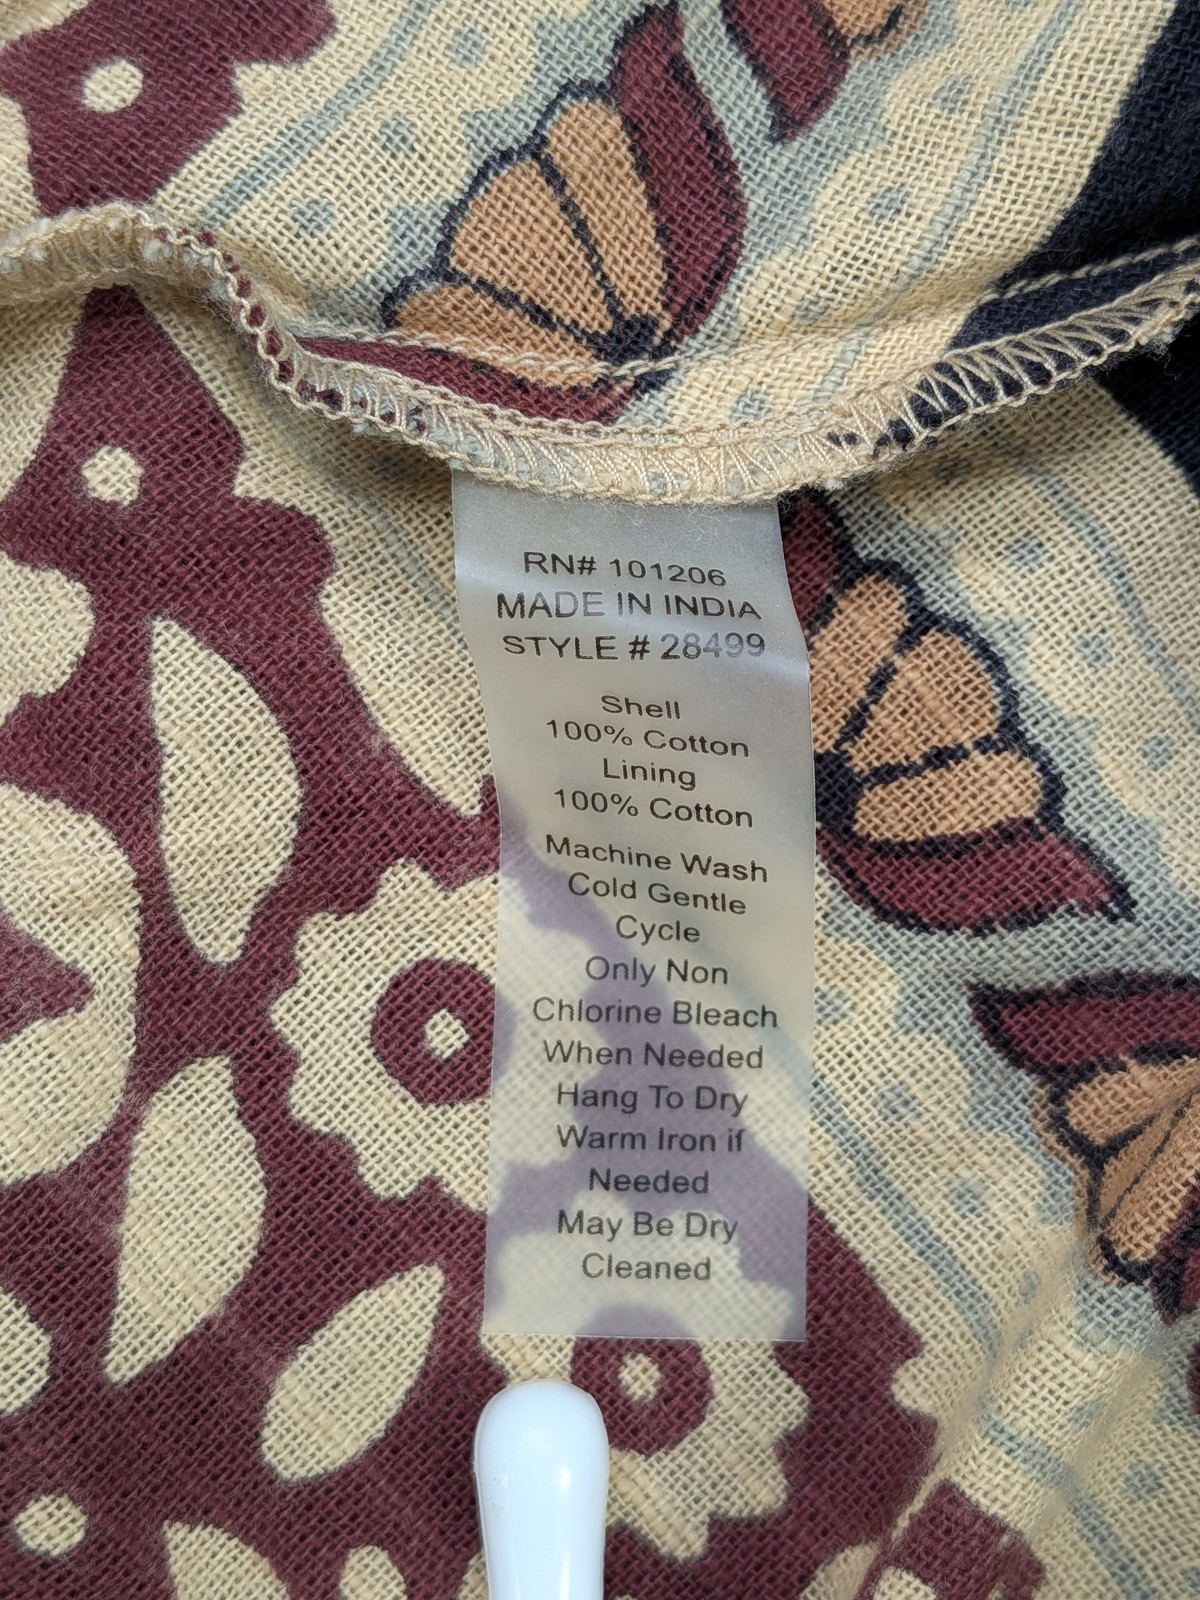 RN# 101206
MADE IN INDIA
STYLE # 28499
Shell
100% Cotton
Lining
100% Cotton
Machine Wash
Cold Gentle
Cycle
Only Non
Chlorine Bleach
When Needed
Hang To Dry
Warm Iron if
Needed
May Be Dry
Cleaned